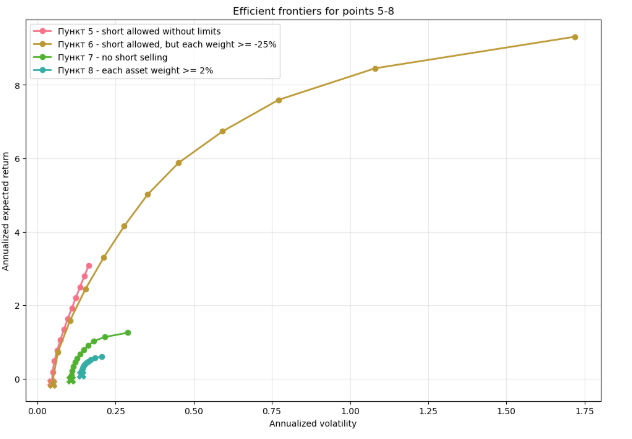 Efficient frontiers for points 5-8
Пункт 5 - short allowed without limits
Пункт 6 - short allowed, but each weight >= -25%
Пункт 7 - no short selling
Пункт 8 - each asset weight >= 2%
Annualized expected return
8
6
4
2
0
0.00 0.25 0.50 0.75 1.00 1.25 1.50 1.75
Annualized volatility